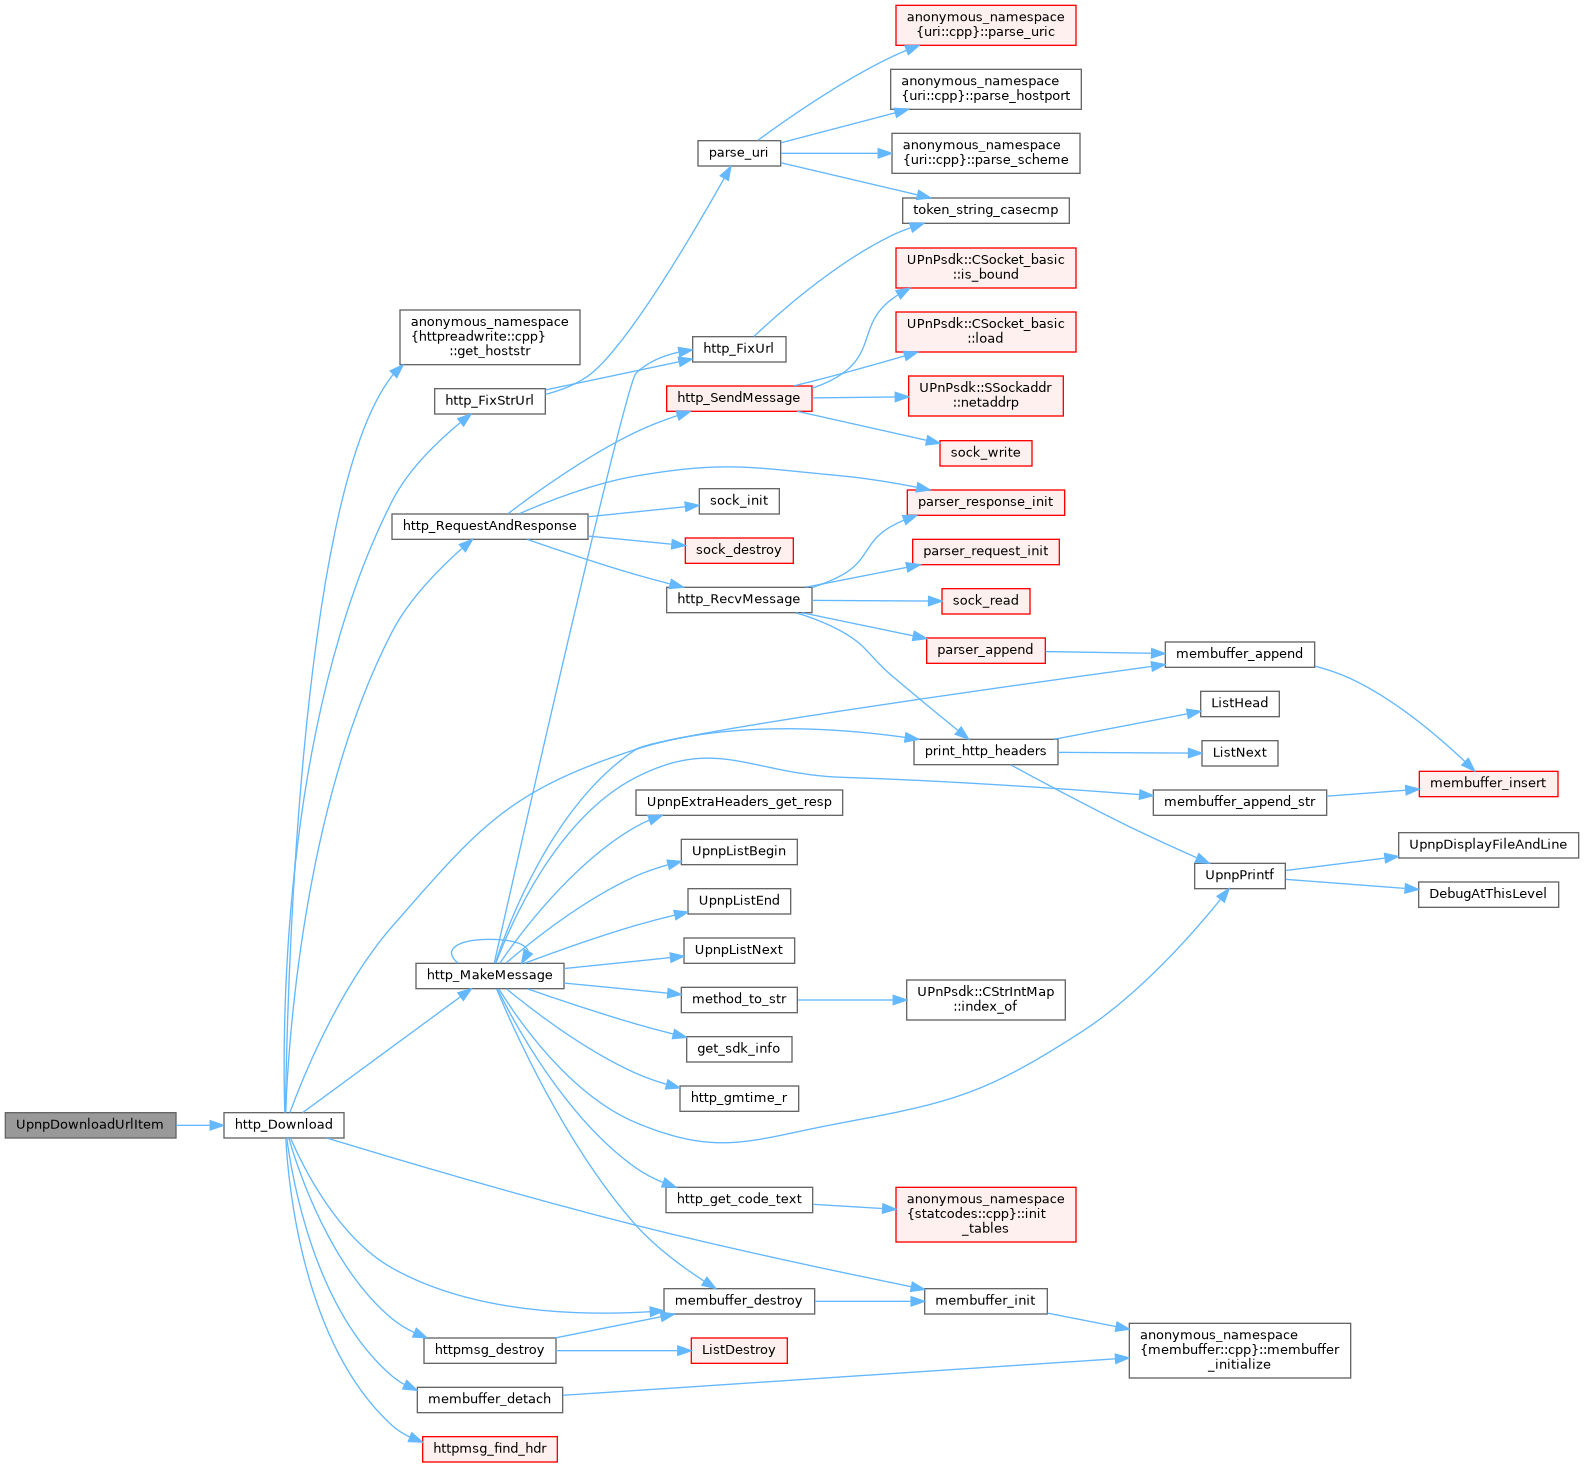 anonymous_namespace
{uri::cpp}::parse_uric
anonymous_namespace
{uri::cpp}::parse_hostport
parse_uri
anonymous_namespace
{uri::cpp}::parse_scheme
token_string_casecmp
UPnPsdk::CSocket_basic
::is_bound
anonymous_namespace
{httpreadwrite::cpp}
::get_hoststr
UPnPsdk::CSocket_basic
::load
http_FixUrl
http_FixStrUrl
http_SendMessage
UPnPsdk::SSockaddr
::netaddrp
sock_write
sock_init
parser_response_init
http_RequestAndResponse
sock_destroy
parser_request_init
http_RecvMessage
sock_read
parser_append
membuffer_append
ListHead
print_http_headers
ListNext
membuffer_insert
UpnpExtraHeaders_get_resp
membuffer_append_str
UpnpListBegin
UpnpDisplayFileAndLine
UpnpPrintf
UpnpListEnd
DebugAtThisLevel
UpnpListNext
http_MakeMessage
method_to_str
UPnPsdk::CStrIntMap
::index_of
get_sdk_info
http_gmtime_r
UpnpDownloadUrlItem
http_Download
http_get_code_text
anonymous_namespace
{statcodes::cpp}::init
_tables
membuffer_destroy
membuffer_init
httpmsg_destroy
ListDestroy
anonymous_namespace
{membuffer::cpp}::membuffer
_initialize
membuffer_detach
httpmsg_find_hdr